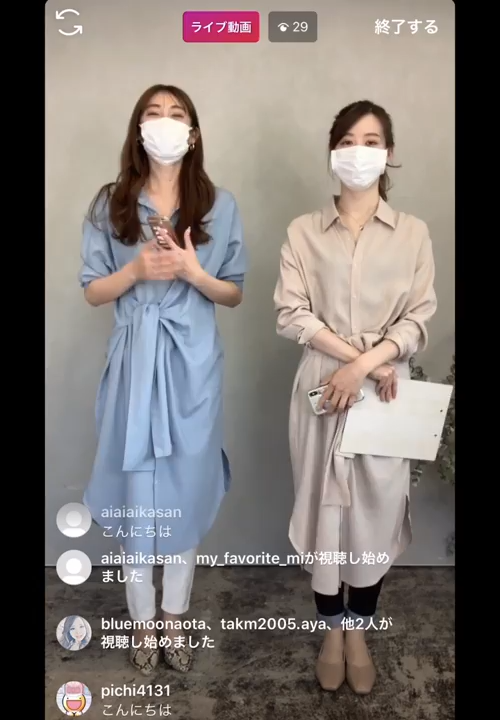 ライブ動画
29
終了する
aiaiaikasan
こんにちは
aiaiaikasan、my_favorite_miが視聴し始め
ました
bluemoonaota、takm2005.aya、他2人が
視聴し始めました
pichi4131
こんにちは